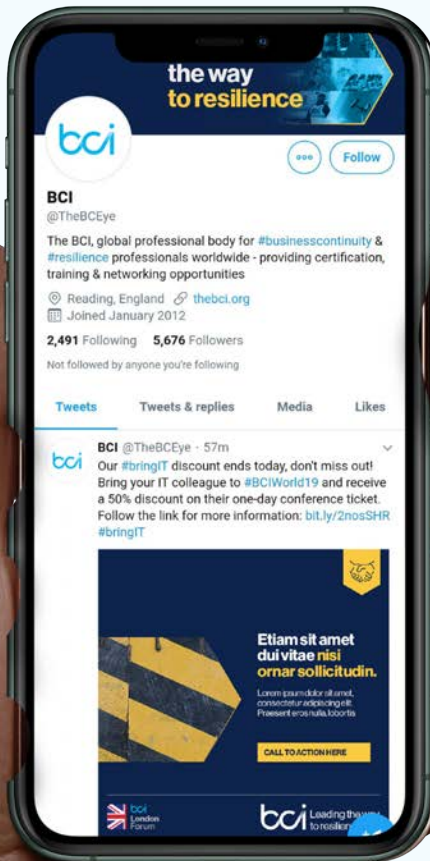 the way
to resilience
bci
Follow
BCI
@TheBCEye
The BCI, global professional body for #businesscontinuity &
#resilience professionals worldwide - providing certification,
training & networking opportunities
Reading, England thebci.org
Joined January 2012
2,491 Following 5,676 Followers
Not followed by anyone you're following
Tweets Tweets & replies Media Likes
bci
BCI @TheBCEye · 57m
Our #bringIT discount ends today, don't miss out!
Bring your IT colleague to #BCIWorld19 and receive
a 50% discount on their one-day conference ticket.
Follow the link for more information: bit.ly/2nosSHR
#bringIT
Etiam sit amet
dui vitae nisi
ornar sollicitudin.
Lorem ipsum dolor sit amet,
consectetur adipiscing elit.
Praesent eros nulla, lobortis
CALL TO ACTION HERE
bci
London
Forum
bci
Leading the way
to resilien